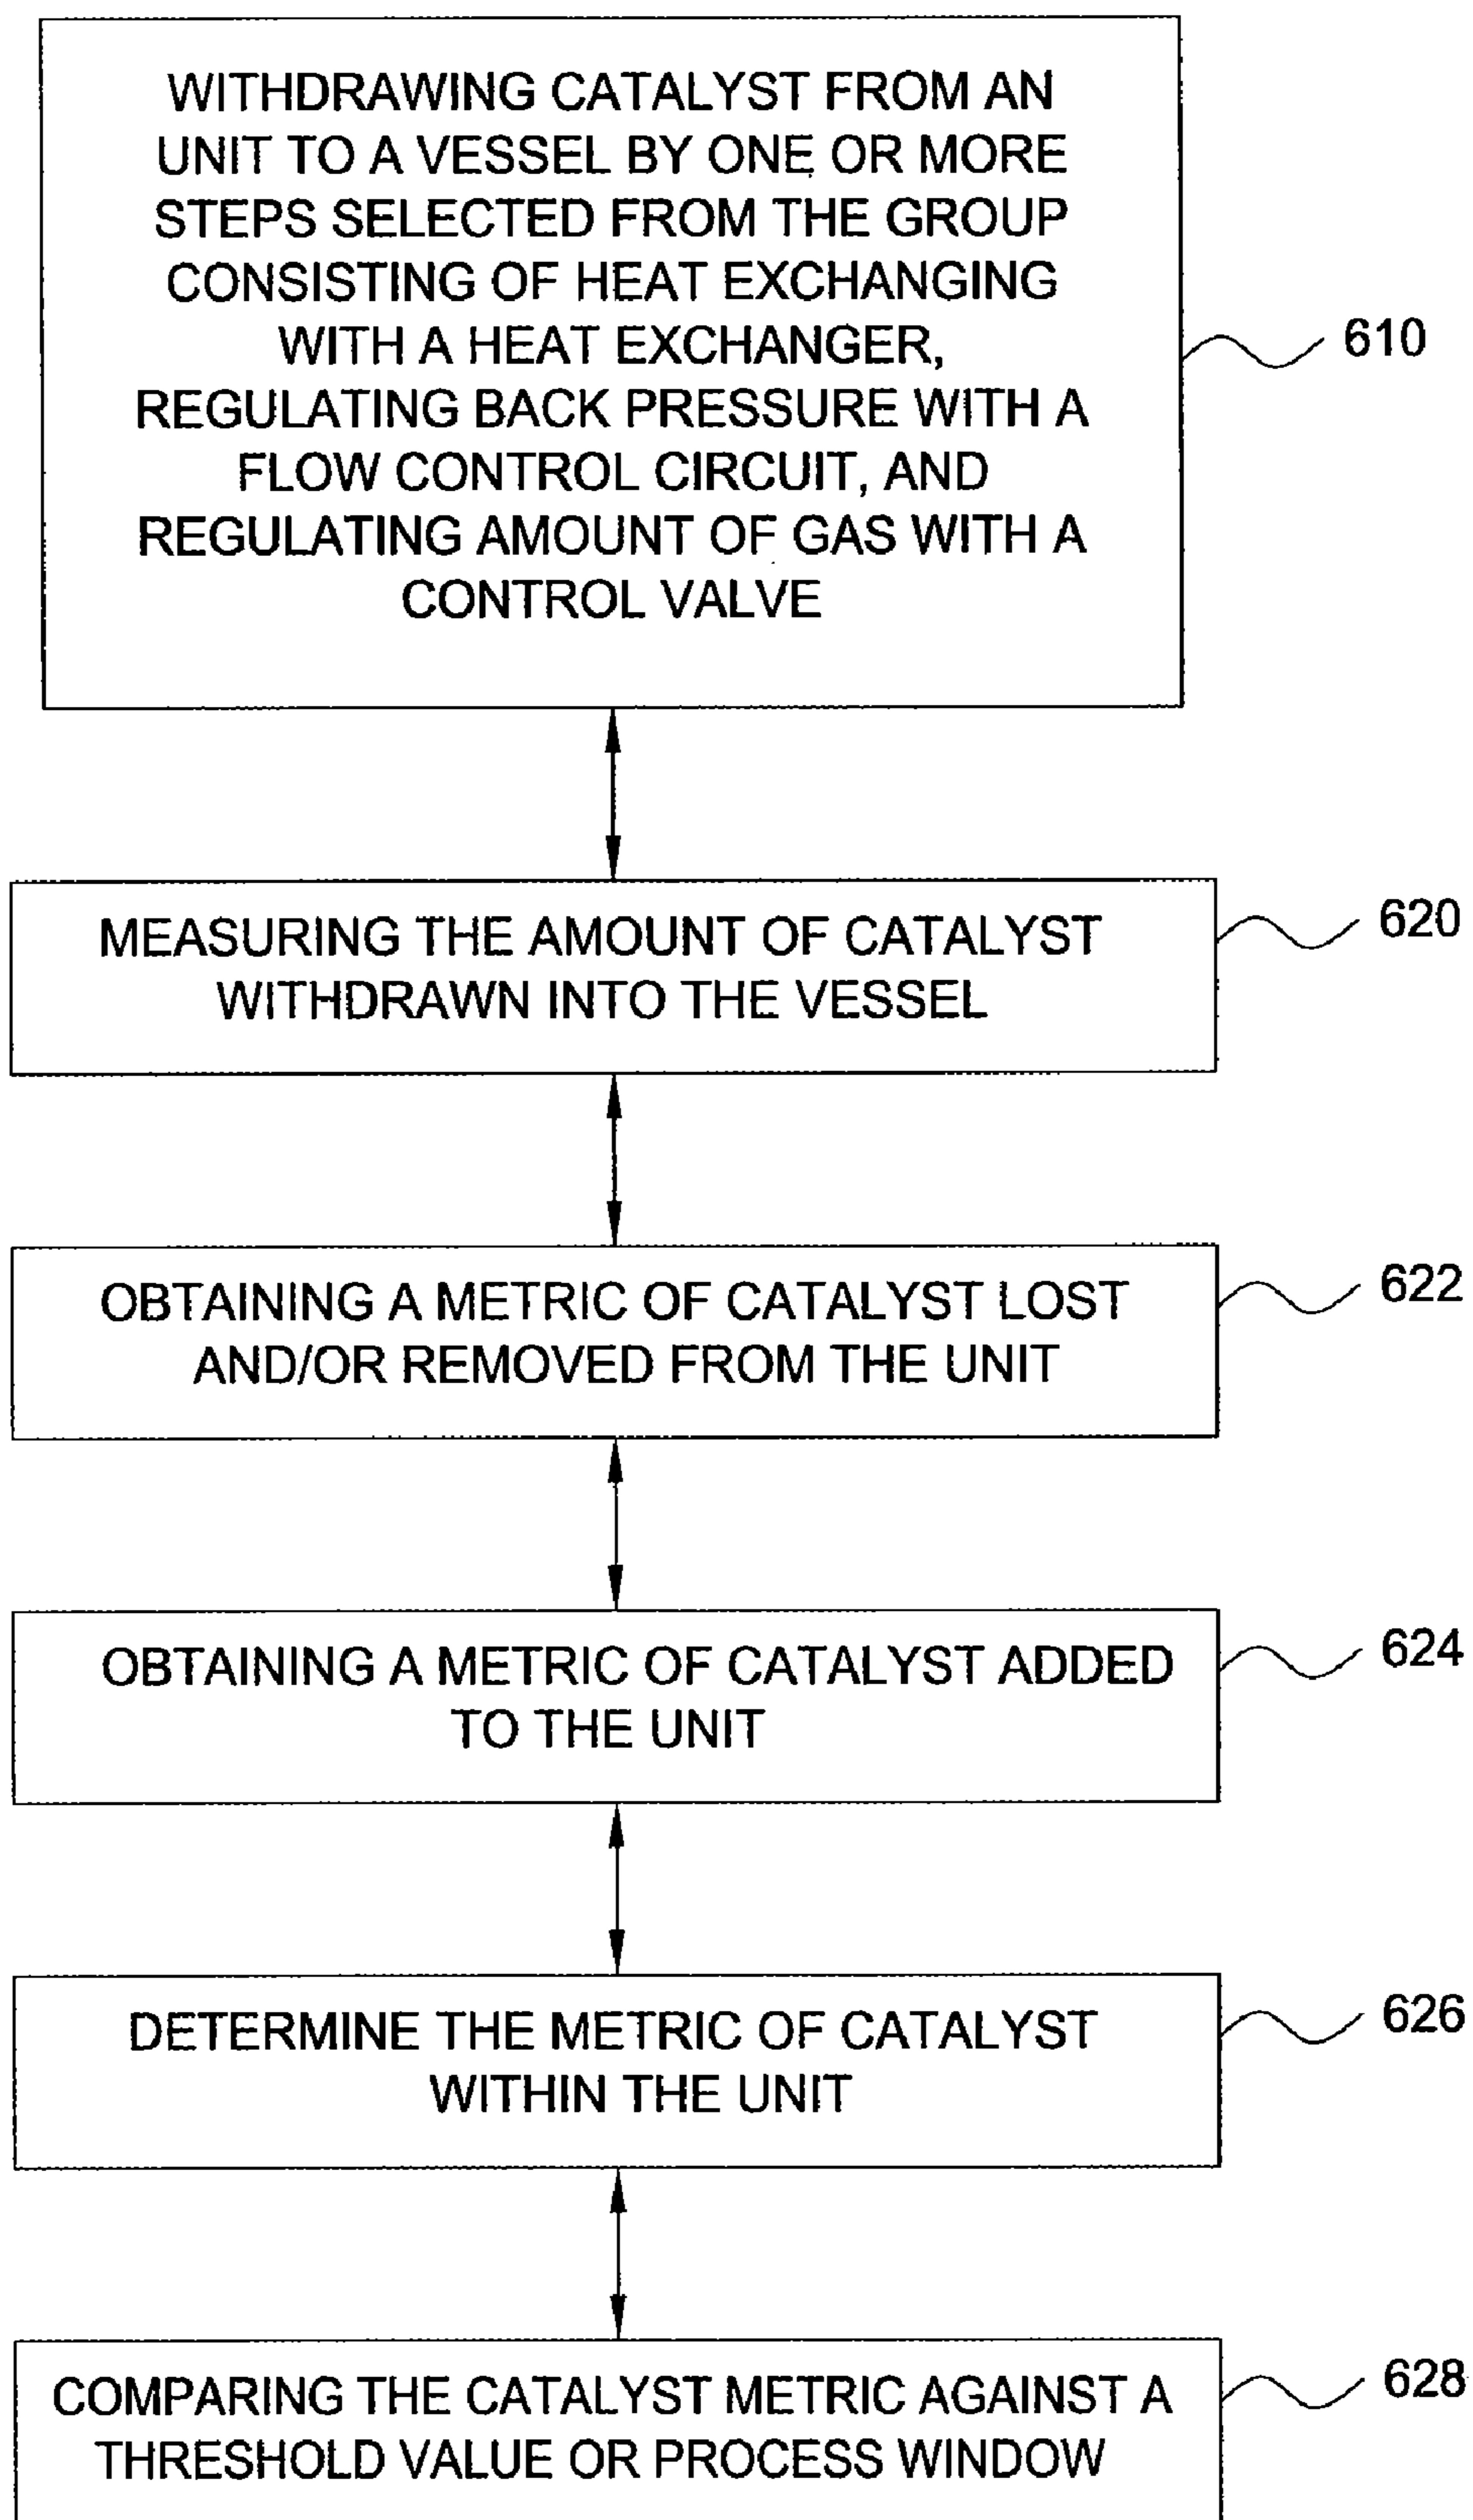 WITHDRAWING CATALYST FROM AN
UNIT TO A VESSEL BY ONE OR MORE
STEPS SELECTED FROM THE GROUP
CONSISTING OF HEAT EXCHANGING
WITH A HEAT EXCHANGER,
REGULATING BACK PRESSURE WITH A
FLOW CONTROL CIRCUIT, AND
REGULATING AMOUNT OF GAS WITH A
CONTROL VALVE
610
MEASURING THE AMOUNT OF CATALYST
WITHDRAWN INTO THE VESSEL
620
OBTAINING A METRIC OF CATALYST LOST
AND/OR REMOVED FROM THE UNIT
622
OBTAINING A METRIC OF CATALYST ADDED
TO THE UNIT
624
DETERMINE THE METRIC OF CATALYST
WITHIN THE UNIT
626
COMPARING THE CATALYST METRIC AGAINST A
THRESHOLD VALUE OR PROCESS WINDOW
628